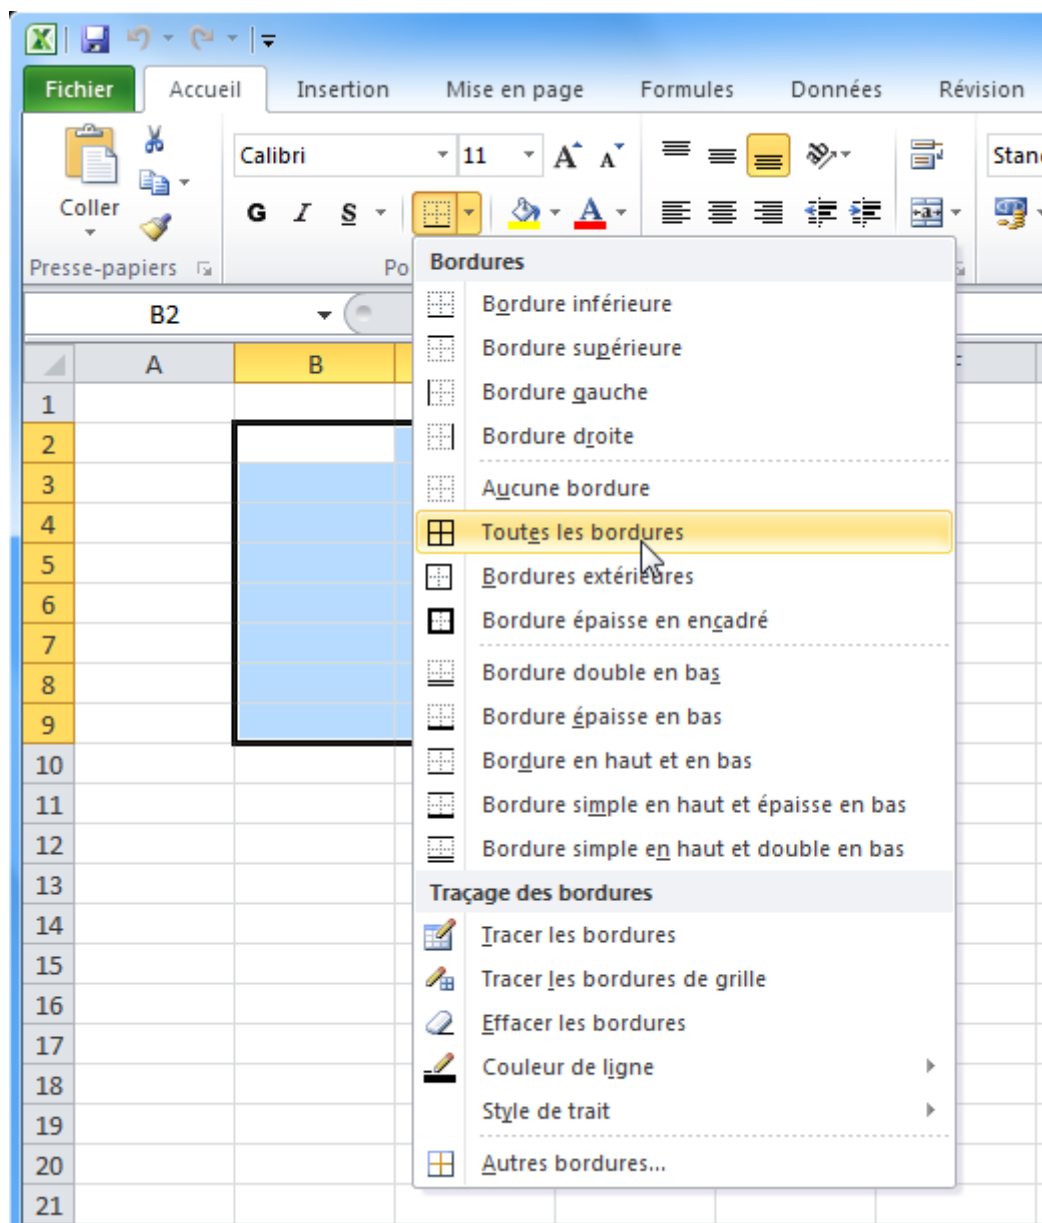 Fichier Accueil Insertion Mise en page Formules Données Révision
Calibri 11 A A
Coller G I S A
Presse-papiers
B2
Bordures
Bordure inférieure
Bordure supérieure
Bordure gauche
Bordure droite
Aucune bordure
Toutes les bordures
Bordures extérieures
Bordure épaisse en encadré
Bordure double en bas
Bordure épaisse en bas
Bordure en haut et en bas
Bordure simple en haut et épaisse en bas
Bordure simple en haut et double en bas
Traçage des bordures
Tracer les bordures
Tracer les bordures de grille
Effacer les bordures
Couleur de ligne
Style de trait
Autres bordures...
A B
1
2
3
4
5
6
7
8
9
10
11
12
13
14
15
16
17
18
19
20
21